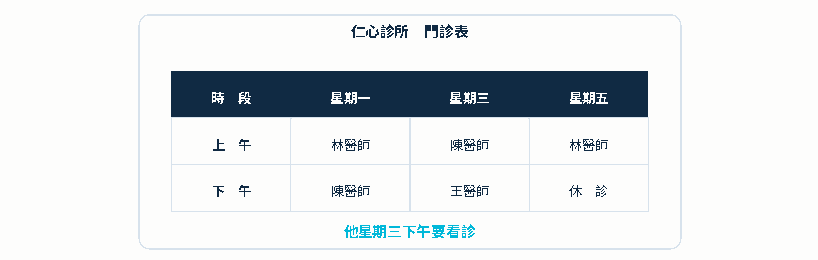 仁心診所　門診表
時　段 星期一 星期三 星期五
上　午 林醫師 陳醫師 林醫師
下　午 陳醫師 王醫師 休　診
他星期三下午要看診